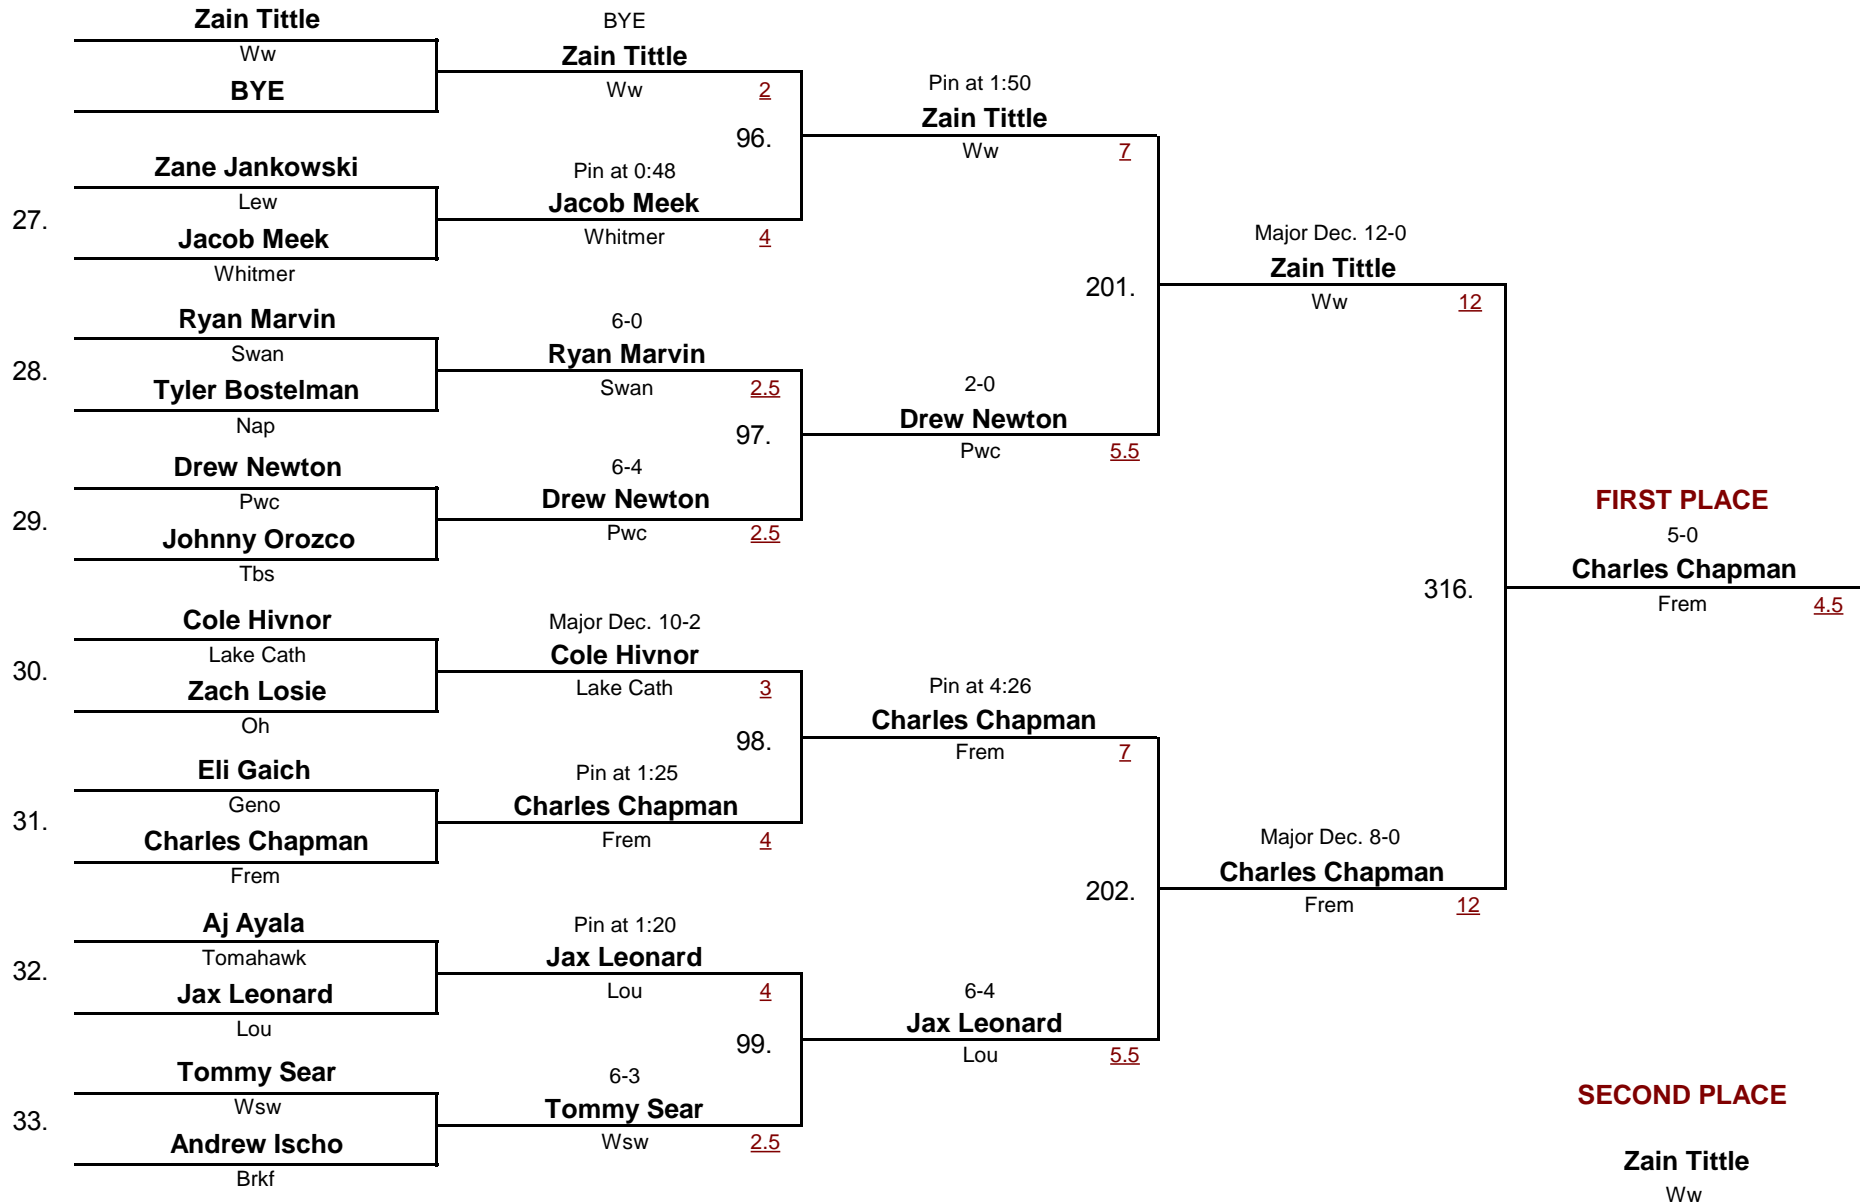 Zain Tittle
Ww
BYE
27.
Zane Jankowski
Lew
Jacob Meek
Whitmer
28.
Ryan Marvin
Swan
Tyler Bostelman
Nap
29.
Drew Newton
Pwc
Johnny Orozco
Tbs
30.
Cole Hivnor
Lake Cath
Zach Losie
Oh
31.
Eli Gaich
Geno
Charles Chapman
Frem
32.
Aj Ayala
Tomahawk
Jax Leonard
Lou
33.
Tommy Sear
Wsw
Andrew Ischo
Brkf
BYE
Zain Tittle
Ww 2
96.
Pin at 0:48
Jacob Meek
Whitmer 4
6-0
Ryan Marvin
Swan 2.5
97.
6-4
Drew Newton
Pwc 2.5
Major Dec. 10-2
Cole Hivnor
Lake Cath 3
98.
Pin at 1:25
Charles Chapman
Frem 4
Pin at 1:20
Jax Leonard
Lou 4
99.
6-3
Tommy Sear
Wsw 2.5
Pin at 1:50
Zain Tittle
Ww 7
201.
2-0
Drew Newton
Pwc 5.5
Pin at 4:26
Charles Chapman
Frem 7
202.
6-4
Jax Leonard
Lou 5.5
Major Dec. 12-0
Zain Tittle
Ww 12
316.
Major Dec. 8-0
Charles Chapman
Frem 12
FIRST PLACE
5-0
Charles Chapman
Frem 4.5
SECOND PLACE
Zain Tittle
Ww